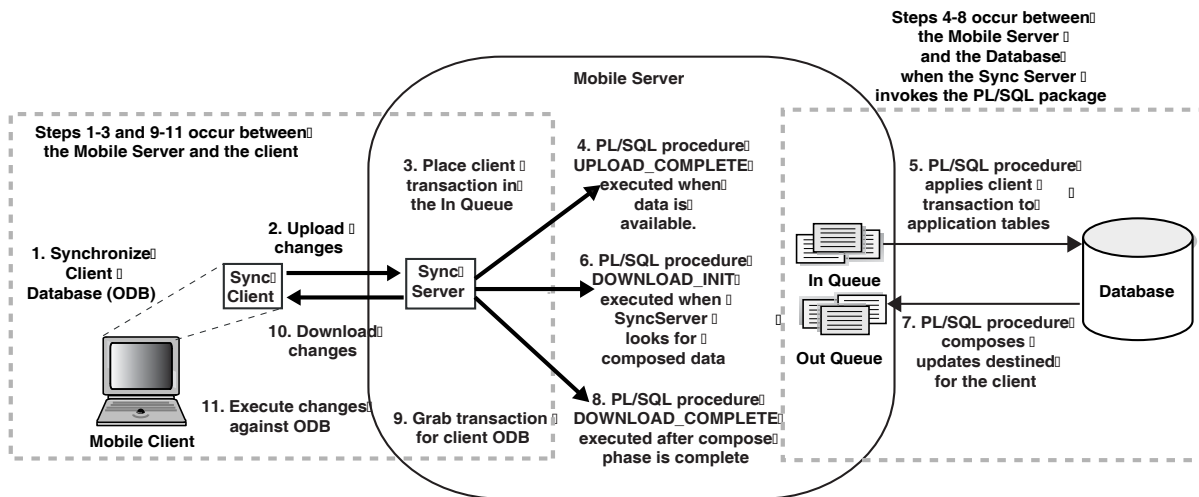 Steps 4-8 occur between
the Mobile Server
and the Database
when the Sync Server
invokes the PL/SQL package
Mobile Server
Steps 1-3 and 9-11 occur between
the Mobile Server and the client
3. Place client
transaction in
the In Queue
4. PL/SQL procedure
UPLOAD_COMPLETE
executed when
data is
available.
5. PL/SQL procedure
applies client
transaction to
application tables
2. Upload
changes
1. Synchronize
Client
Database (ODB)
Sync
Client
Sync
Server
6. PL/SQL procedure
DOWNLOAD_INIT
executed when
SyncServer
looks for
composed data
In Queue
Database
Out Queue
7. PL/SQL procedure
composes
updates destined
for the client
10. Download
changes
11. Execute changes
against ODB
Mobile Client
9. Grab transaction
for client ODB
8. PL/SQL procedure
DOWNLOAD_COMPLETE
executed after compose
phase is complete